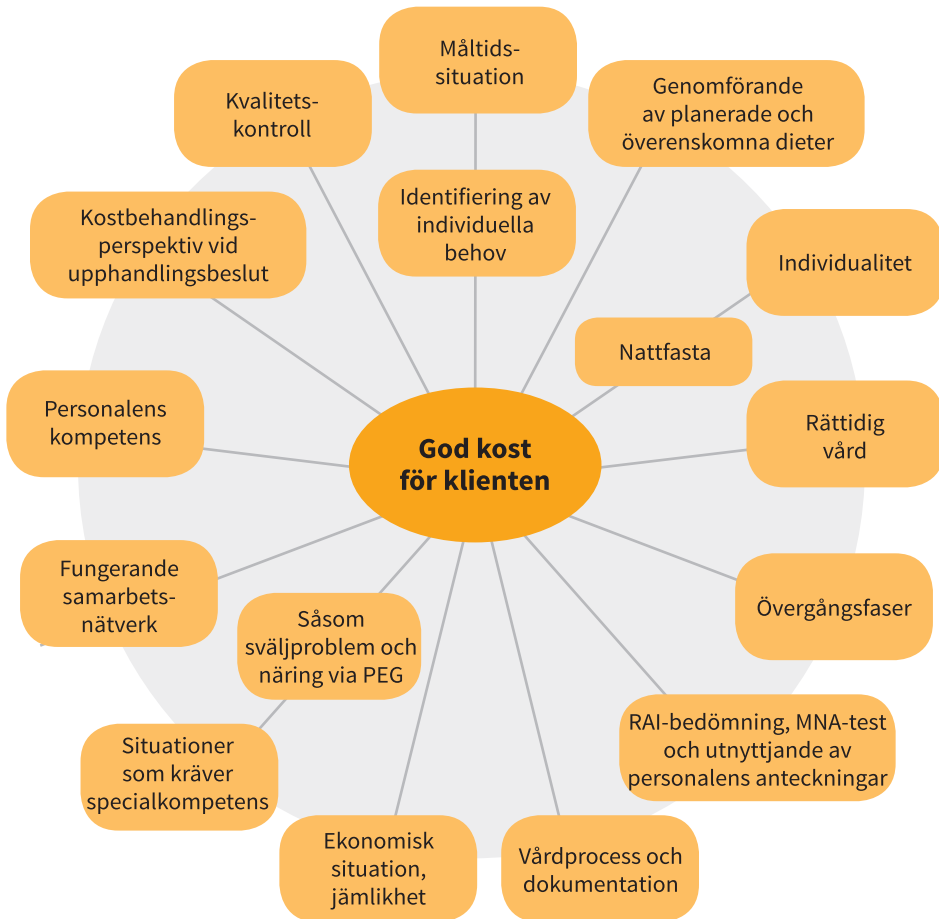 Måltids-
situation
Kvalitets-
kontroll
Genomförande
av planerade och
överenskomna dieter
Identifiering av
individuella
behov
Kostbehandlings-
perspektiv vid
upphandlingsbeslut
Individualitet
Nattfasta
Personalens
kompetens
Rättidig
vård
God kost
för klienten
Fungerande
samarbets-
nätverk
Såsom
sväljproblem och
näring via PEG
Övergångsfaser
Situationer
som kräver
specialkompetens
RAI-bedömning, MNA-test
och utnyttjande av
personalens anteckningar
Ekonomisk
situation,
jämlikhet
Vårdprocess och
dokumentation